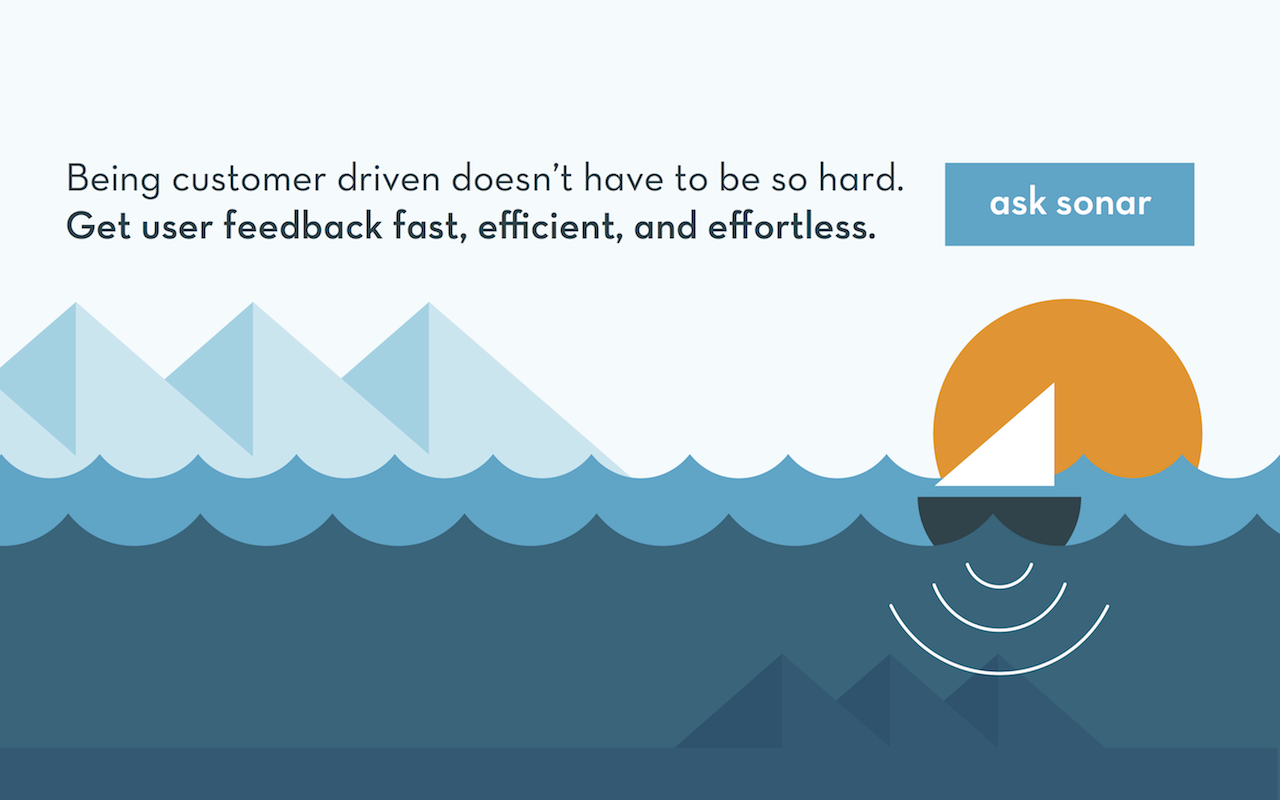 Being customer driven doesn’t have to be so hard.
Get user feedback fast, efficient, and effortless.
ask sonar